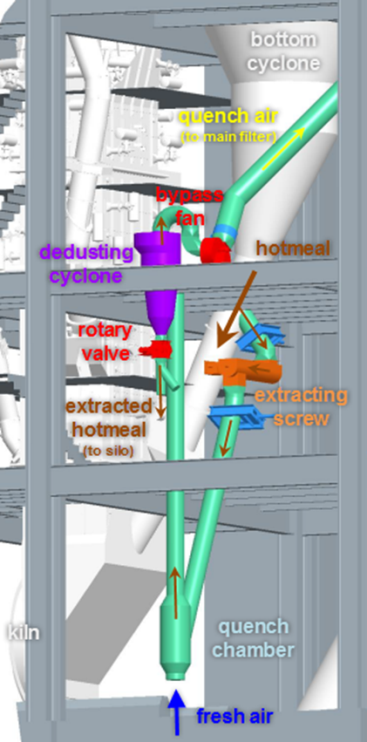 bottom
cyclone
quench air
(to main filter)
bypass
fan
hotmeal
dedusting
cyclone
rotary
valve
extracted
hotmeal
(to silo)
extracting
screw
kiln
quench
chamber
fresh air